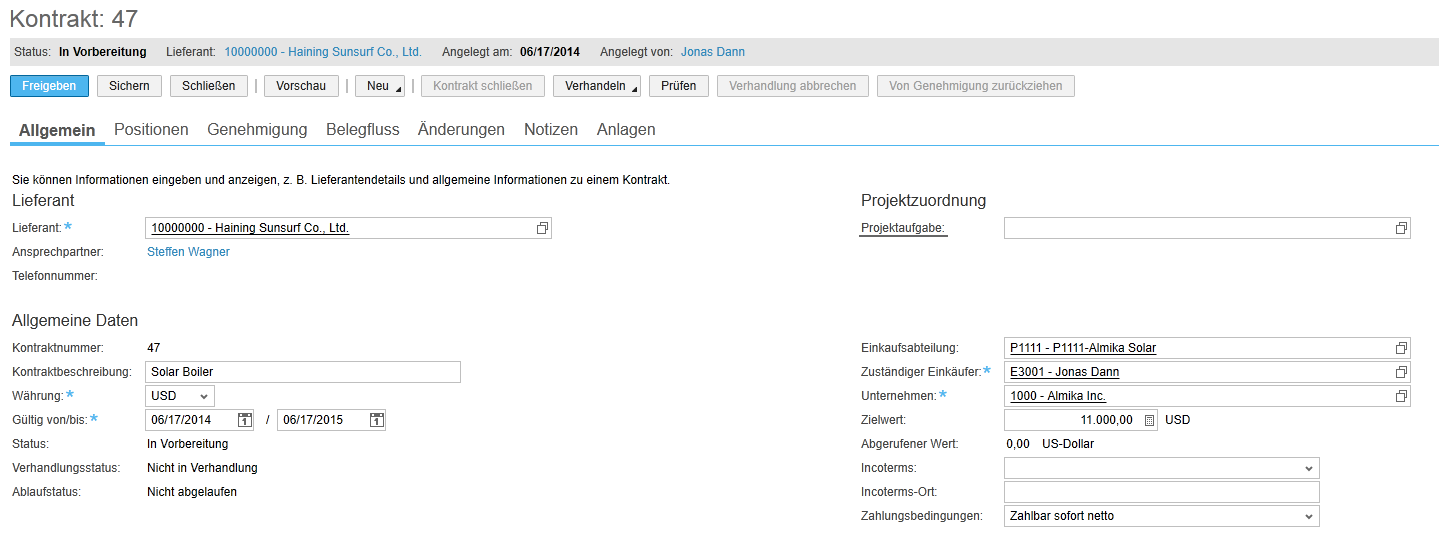 Kontrakt: 47
Status: In Vorbereitung Lieferant: 10000000 - Haining Sunsurf Co., Ltd. Angelegt am: 06/17/2014 Angelegt von: Jonas Dann
Freigeben Sichern Schließen Vorschau Neu Kontrakt schließen Verhandeln Prüfen Verhandlung abbrechen Von Genehmigung zurückziehen
Allgemein Positionen Genehmigung Belegfluss Änderungen Notizen Anlagen
Sie können Informationen eingeben und anzeigen, z. B. Lieferantendetails und allgemeine Informationen zu einem Kontrakt.
Lieferant
Lieferant:* 10000000 - Haining Sunsurf Co., Ltd.
Ansprechpartner: Steffen Wagner
Telefonnummer:
Projektzuordnung
Projektaufgabe:
Allgemeine Daten
Kontraktnummer: 47
Kontraktbeschreibung: Solar Boiler
Währung:* USD
Gültig von/bis:* 06/17/2014 / 06/17/2015
Status: In Vorbereitung
Verhandlungsstatus: Nicht in Verhandlung
Ablaufstatus: Nicht abgelaufen
Einkaufsabteilung: P1111 - P1111-Almika Solar
Zuständiger Einkäufer:* E3001 - Jonas Dann
Unternehmen:* 1000 - Almika Inc.
Zielwert: 11.000,00 USD
Abgerufener Wert: 0,00 US-Dollar
Incoterms:
Incoterms-Ort:
Zahlungsbedingungen: Zahlbar sofort netto